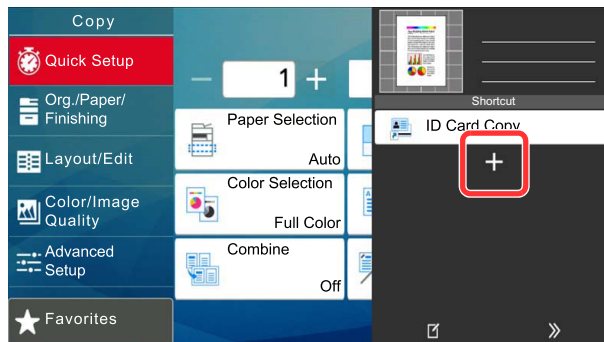 Copy
Quick Setup
Org./Paper/
Finishing
Layout/Edit
Color/Image
Quality
Advanced
Setup
Favorites
− 1 +
Paper Selection
Auto
Color Selection
Full Color
Combine
Off
Shortcut
ID Card Copy
+